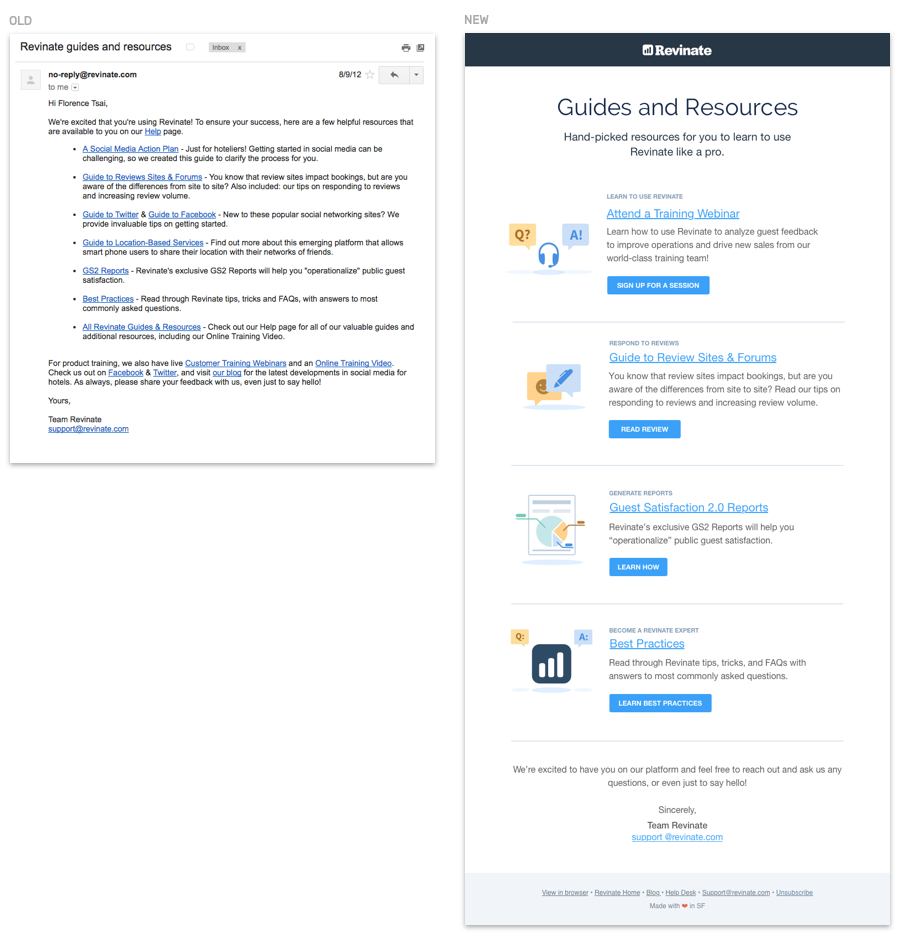 OLD
Revinate guides and resources
Inbox x
no-reply@revinate.com
8/9/12
to me
Hi Florence Tsai,
We're excited that you're using Revinate! To ensure your success, here are a few helpful resources that
are available to you on our Help page.
• A Social Media Action Plan - Just for hoteliers! Getting started in social media can be
challenging, so we created this guide to clarify the process for you.
• Guide to Reviews Sites & Forums - You know that review sites impact bookings, but are you
aware of the differences from site to site? Also included: our tips on responding to reviews
and increasing review volume.
• Guide to Twitter & Guide to Facebook - New to these popular social networking sites? We
provide invaluable tips on getting started.
• Guide to Location-Based Services - Find out more about this emerging platform that allows
smart phone users to share their location with their networks of friends.
• GS2 Reports - Revinate's exclusive GS2 Reports will help you "operationalize" public guest
satisfaction.
• Best Practices - Read through Revinate tips, tricks and FAQs, with answers to most
commonly asked questions.
• All Revinate Guides & Resources - Check out our Help page for all of our valuable guides and
additional resources, including our Online Training Video.
For product training, we also have live Customer Training Webinars and an Online Training Video.
Check us out on Facebook & Twitter, and visit our blog for the latest developments in social media for
hotels. As always, please share your feedback with us, even just to say hello!
Yours,
Team Revinate
support@revinate.com
NEW
Revinate
Guides and Resources
Hand-picked resources for you to learn to use
Revinate like a pro.
Q?
A!
LEARN TO USE REVINATE
Attend a Training Webinar
Learn how to use Revinate to analyze guest feedback
to improve operations and drive new sales from our
world-class training team!
SIGN UP FOR A SESSION
RESPOND TO REVIEWS
Guide to Review Sites & Forums
You know that review sites impact bookings, but are you
aware of the differences from site to site? Read our tips on
responding to reviews and increasing review volume.
READ REVIEW
GENERATE REPORTS
Guest Satisfaction 2.0 Reports
Revinate's exclusive GS2 Reports will help you
“operationalize” public guest satisfaction.
LEARN HOW
Q:
A:
BECOME A REVINATE EXPERT
Best Practices
Read through Revinate tips, tricks, and FAQs with
answers to most commonly asked questions.
LEARN BEST PRACTICES
We're excited to have you on our platform and feel free to reach out and ask us any
questions, or even just to say hello!
Sincerely,
Team Revinate
support @revinate.com
View in browser • Revinate Home • Blog • Help Desk • Support@revinate.com • Unsubscribe
Made with ❤ in SF